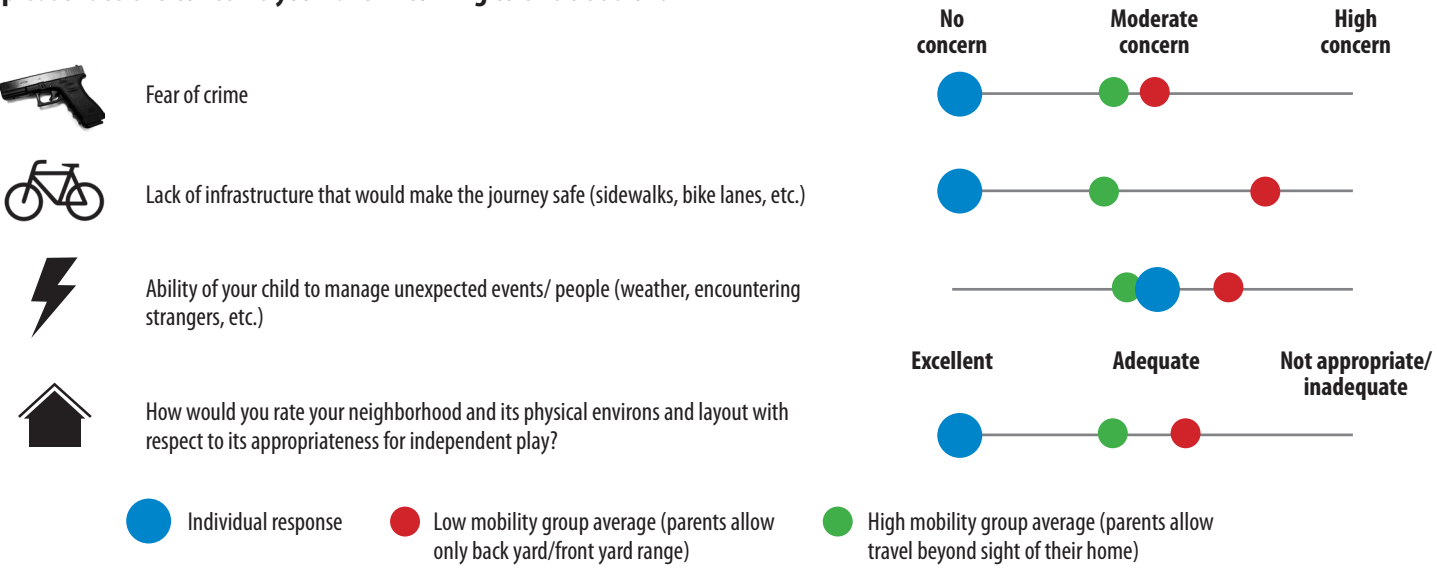 No concern
Moderate concern
High concern
Fear of crime
Lack of infrastructure that would make the journey safe (sidewalks, bike lanes, etc.)
Ability of your child to manage unexpected events/ people (weather, encountering
strangers, etc.)
Excellent
Adequate
Not appropriate/
inadequate
How would you rate your neighborhood and its physical environs and layout with
respect to its appropriateness for independent play?
Individual response
Low mobility group average (parents allow
only back yard/front yard range)
High mobility group average (parents allow
travel beyond sight of their home)